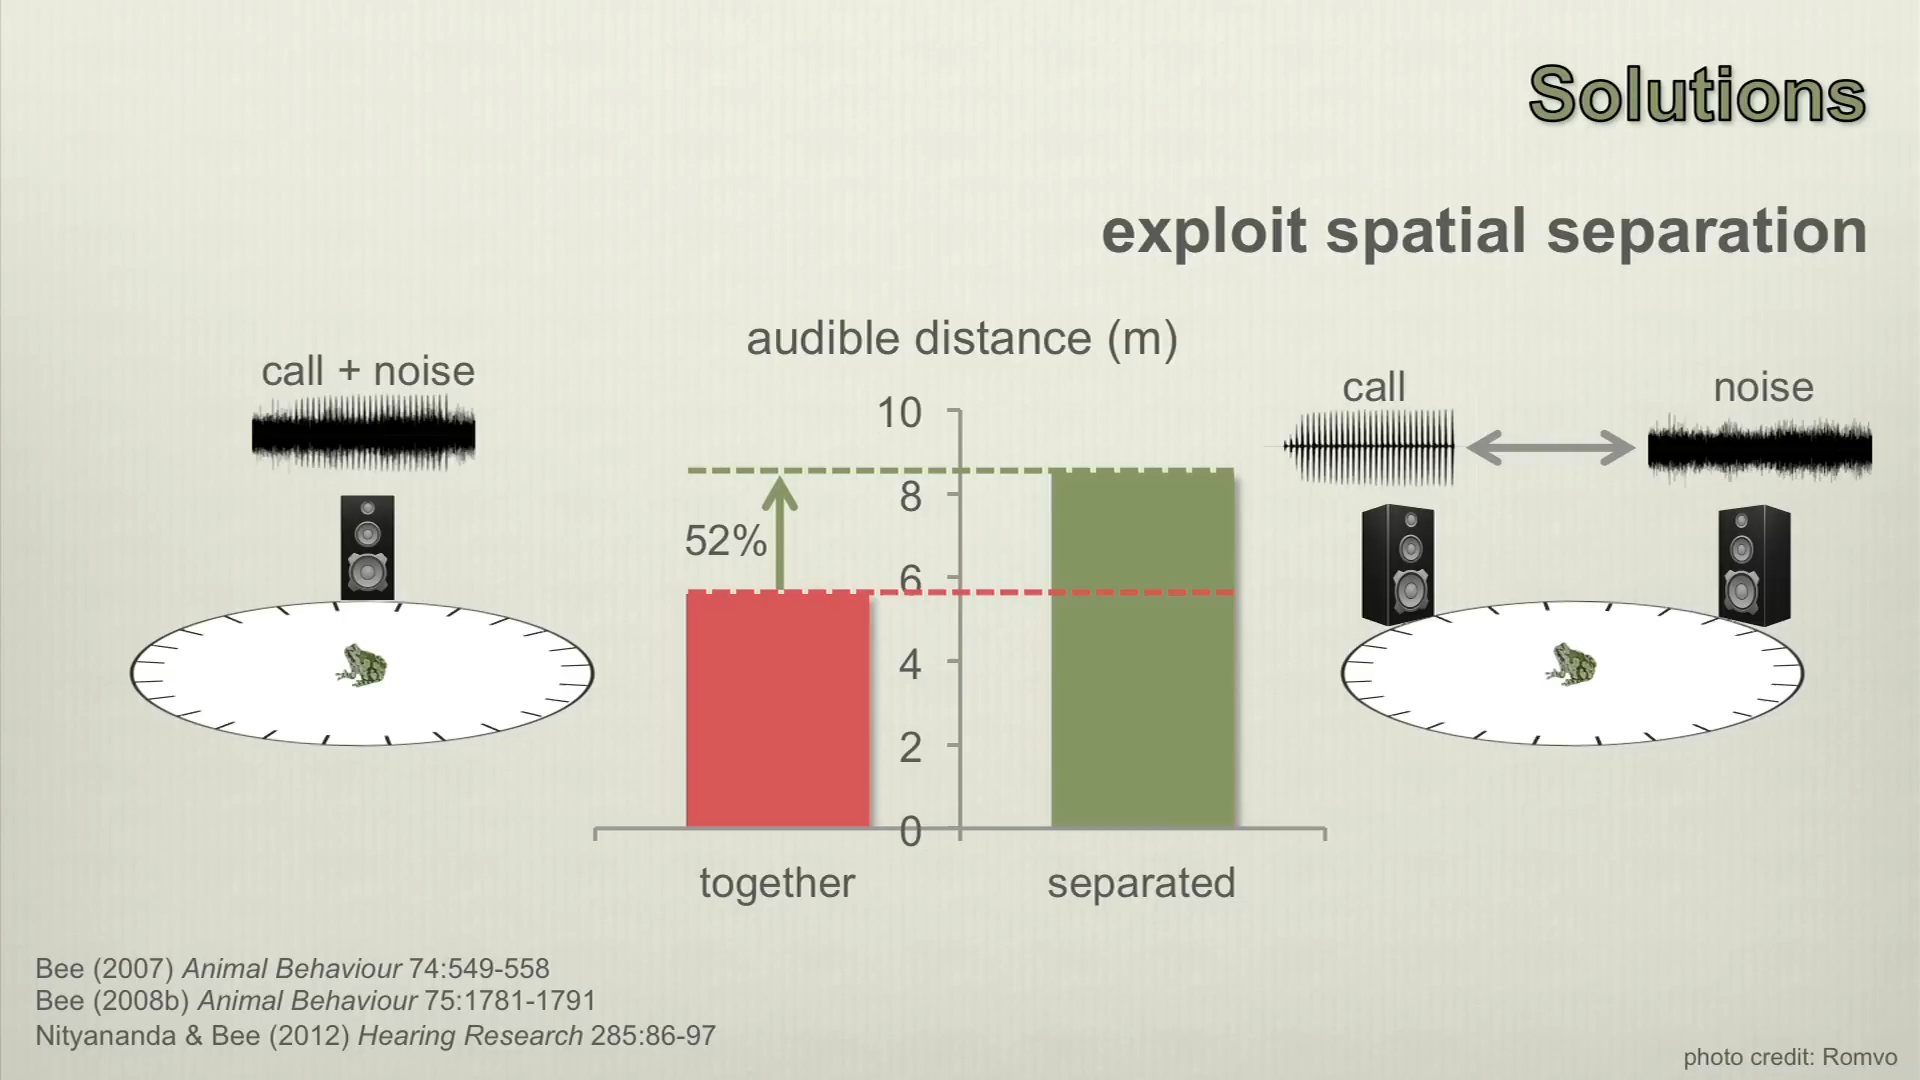 Solutions
exploit spatial separation
audible distance (m)
call + noise
call
noise
10
8
52%
6
4
2
0
together
separated
Bee (2007) Animal Behaviour 74:549-558
Bee (2008b) Animal Behaviour 75:1781-1791
Nityananda & Bee (2012) Hearing Research 285:86-97
photo credit: Romvo